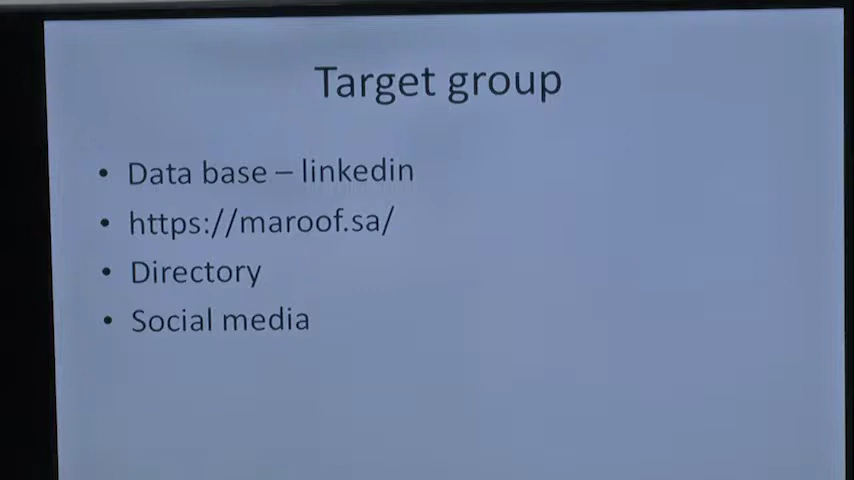 Target group
• Data base – linkedin
• https://maroof.sa/
• Directory
• Social media